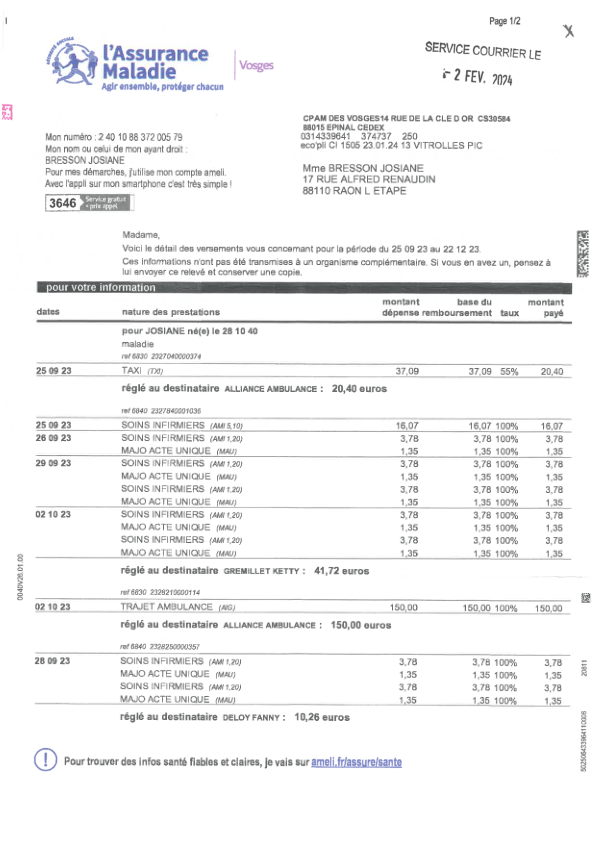 Page 1/2
l'Assurance
Maladie
Agir ensemble, protéger chacun
Vosges
SERVICE COURRIER LE
2 FEV. 2024
CPAM DES VOSGES14 RUE DE LA CLE D OR CS30584
88015 EPINAL CEDEX
0314339641 374737 250
eco'pli CI 1505 23.01.24 13 VITROLLES PIC
Mon numéro : 2 40 10 88 372 005 79
Mon nom ou celui de mon ayant droit :
BRESSON JOSIANE
Pour mes démarches, j'utilise mon compte ameli.
Avec l'appli sur mon smartphone c'est très simple !
3646 Service gratuit + prix appel
Mme BRESSON JOSIANE
17 RUE ALFRED RENAUDIN
88110 RAON L ETAPE
Madame,
Voici le détail des versements vous concernant pour la période du 25 09 23 au 22 12 23.
Ces informations n'ont pas été transmises à un organisme complémentaire. Si vous en avez un, pensez à
lui envoyer ce relevé et conserver une copie.
pour votre information
dates nature des prestations montant dépense base du remboursement taux montant payé
pour JOSIANE né(e) le 28 10 40
maladie
ref 6830 2327040000374
25 09 23 TAXI (TXI) 37,09 37,09 55% 20,40
réglé au destinataire ALLIANCE AMBULANCE : 20,40 euros
ref 6840 2327840001036
25 09 23 SOINS INFIRMIERS (AMI 5,10) 16,07 16,07 100% 16,07
26 09 23 SOINS INFIRMIERS (AMI 1,20) 3,78 3,78 100% 3,78
MAJO ACTE UNIQUE (MAU) 1,35 1,35 100% 1,35
29 09 23 SOINS INFIRMIERS (AMI 1,20) 3,78 3,78 100% 3,78
MAJO ACTE UNIQUE (MAU) 1,35 1,35 100% 1,35
SOINS INFIRMIERS (AMI 1,20) 3,78 3,78 100% 3,78
MAJO ACTE UNIQUE (MAU) 1,35 1,35 100% 1,35
02 10 23 SOINS INFIRMIERS (AMI 1,20) 3,78 3,78 100% 3,78
MAJO ACTE UNIQUE (MAU) 1,35 1,35 100% 1,35
SOINS INFIRMIERS (AMI 1,20) 3,78 3,78 100% 3,78
MAJO ACTE UNIQUE (MAU) 1,35 1,35 100% 1,35
réglé au destinataire GREMILLET KETTY : 41,72 euros
ref 6830 2328210000114
02 10 23 TRAJET AMBULANCE (AIG) 150,00 150,00 100% 150,00
réglé au destinataire ALLIANCE AMBULANCE : 150,00 euros
ref 6840 2328250000357
28 09 23 SOINS INFIRMIERS (AMI 1,20) 3,78 3,78 100% 3,78
MAJO ACTE UNIQUE (MAU) 1,35 1,35 100% 1,35
SOINS INFIRMIERS (AMI 1,20) 3,78 3,78 100% 3,78
MAJO ACTE UNIQUE (MAU) 1,35 1,35 100% 1,35
réglé au destinataire DELOY FANNY : 10,26 euros
Pour trouver des infos santé fiables et claires, je vais sur ameli.fr/assure/sante
0040V26.01.00
20811